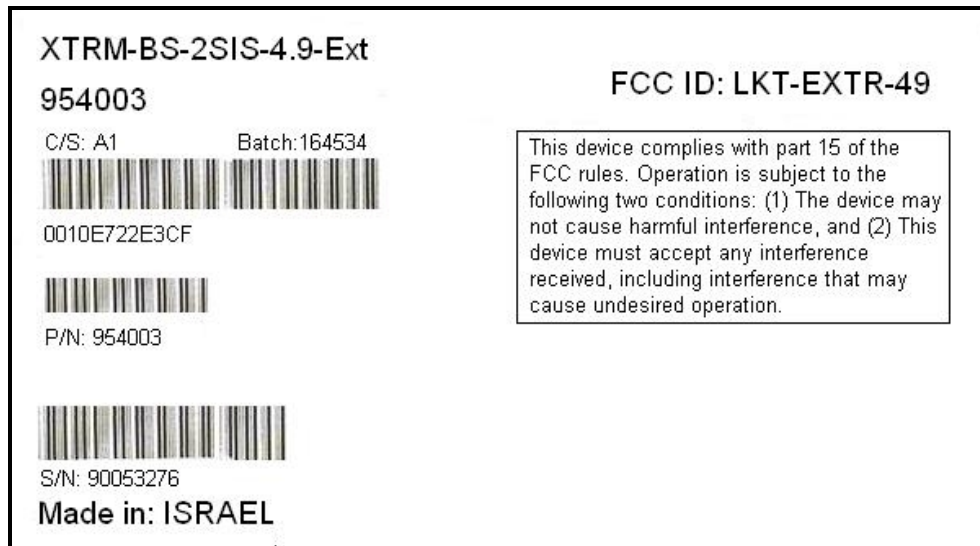 XTRM-BS-2SIS-4.9-Ext
954003
C/S: A1 Batch:164534
0010E722E3CF
P/N: 954003
S/N: 90053276
Made in: ISRAEL
FCC ID: LKT-EXTR-49
This device complies with part 15 of the
FCC rules. Operation is subject to the
following two conditions: (1) The device may
not cause harmful interference, and (2) This
device must accept any interference
received, including interference that may
cause undesired operation.